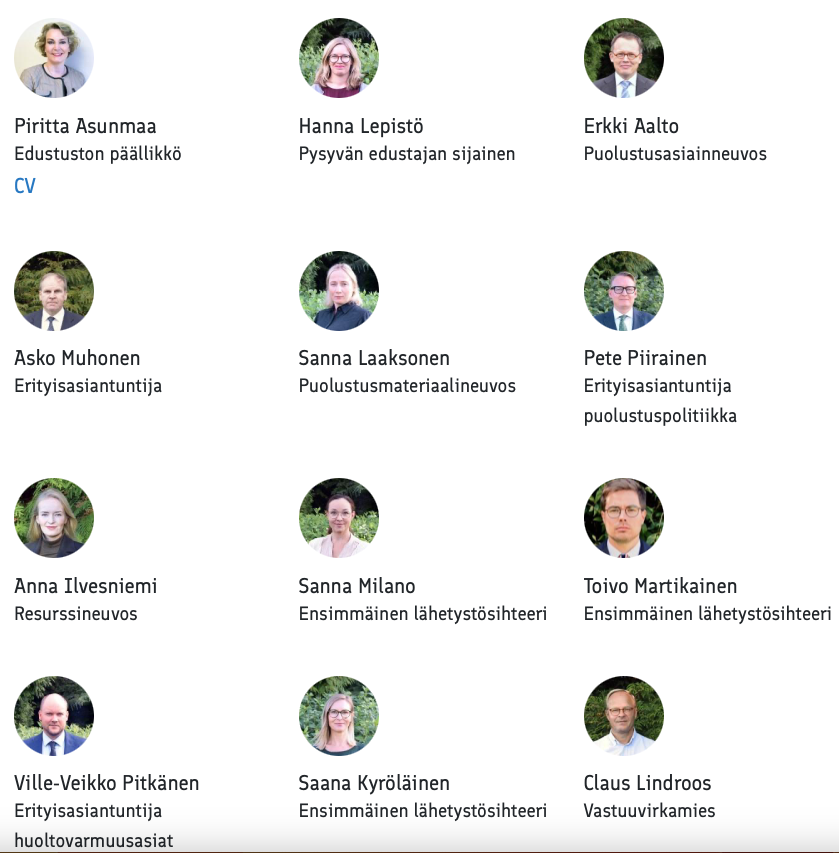 Piritta Asunmaa
Edustuston päällikkö
CV
Hanna Lepistö
Pysyvän edustajan sijainen
Erkki Aalto
Puolustusasiainneuvos
Asko Muhonen
Erityisasiantuntija
Sanna Laaksonen
Puolustusmateriaalineuvos
Pete Piirainen
Erityisasiantuntija
puolustuspolitiikka
Anna Ilvesniemi
Resurssineuvos
Sanna Milano
Ensimmäinen lähetystösihteeri
Toivo Martikainen
Ensimmäinen lähetystösihteeri
Ville-Veikko Pitkänen
Erityisasiantuntija
huoltovarmuusasiat
Saana Kyröläinen
Ensimmäinen lähetystösihteeri
Claus Lindroos
Vastuuvirkamies